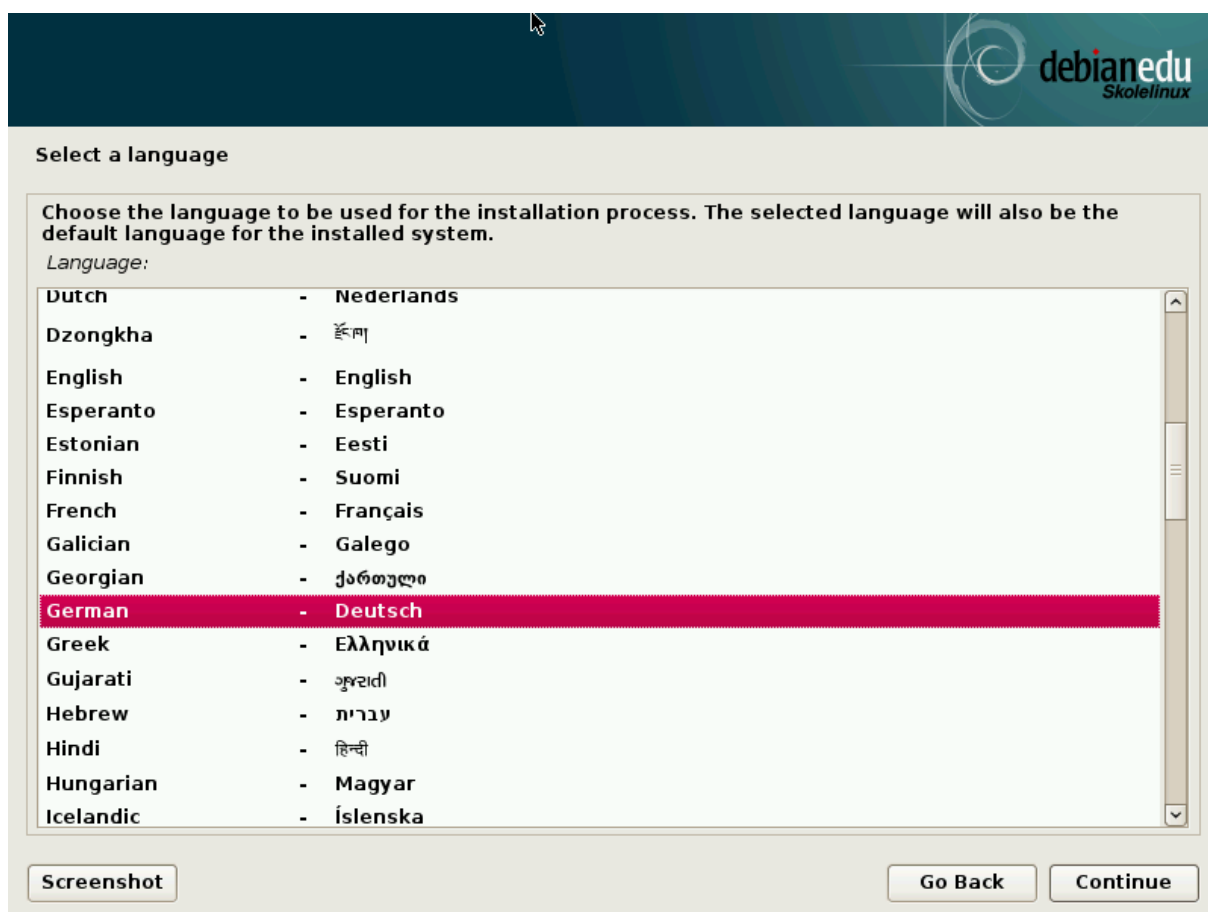 debianedu
Skolelinux
Select a language
Choose the language to be used for the installation process. The selected language will also be the
default language for the installed system.
Language:
Dutch - Nederlands
Dzongkha - རྫོང་ཁ།
English - English
Esperanto - Esperanto
Estonian - Eesti
Finnish - Suomi
French - Français
Galician - Galego
Georgian - ქართული
German - Deutsch
Greek - Ελληνικά
Gujarati - ગુજરાતી
Hebrew - עברית
Hindi - हिन्दी
Hungarian - Magyar
Icelandic - Íslenska
Screenshot Go Back Continue